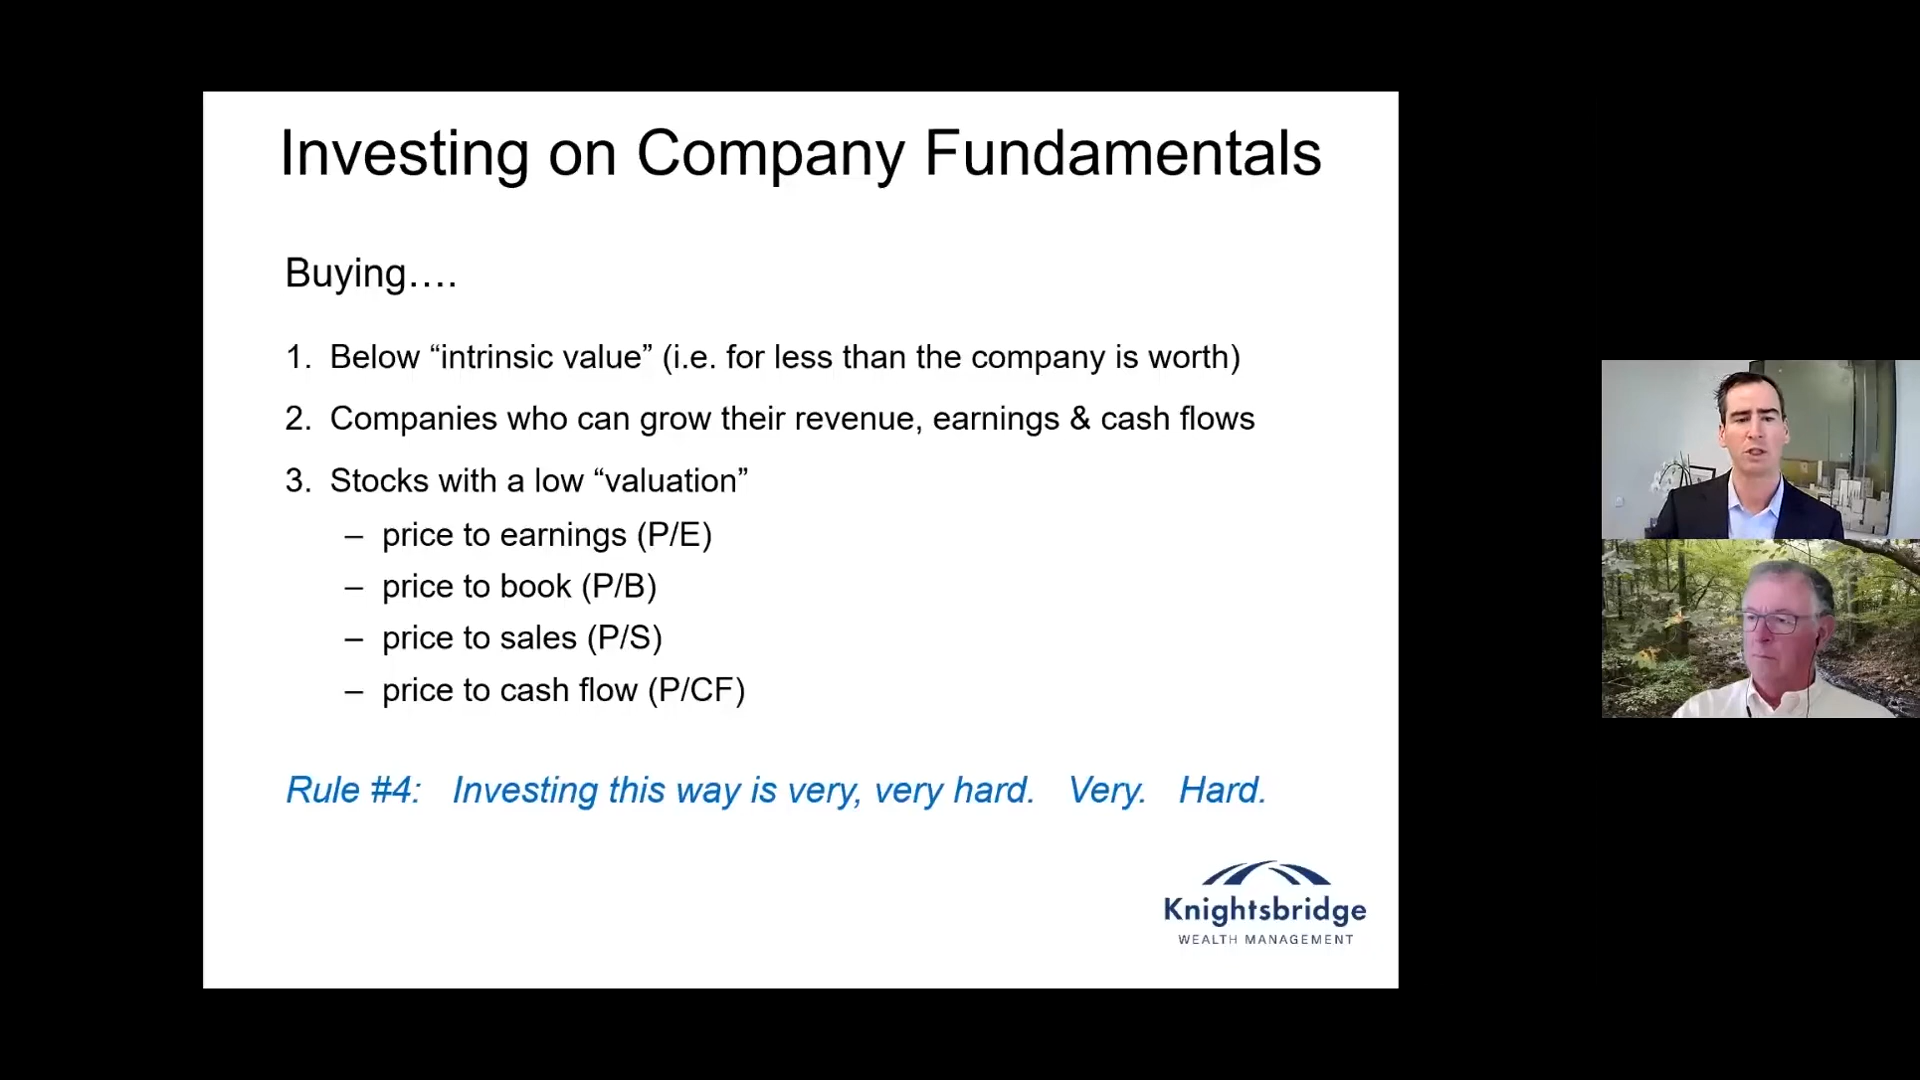 Investing on Company Fundamentals
Buying….
1. Below “intrinsic value” (i.e. for less than the company is worth)
2. Companies who can grow their revenue, earnings & cash flows
3. Stocks with a low “valuation”
– price to earnings (P/E)
– price to book (P/B)
– price to sales (P/S)
– price to cash flow (P/CF)
Rule #4: Investing this way is very, very hard. Very. Hard.
Knightsbridge
WEALTH MANAGEMENT